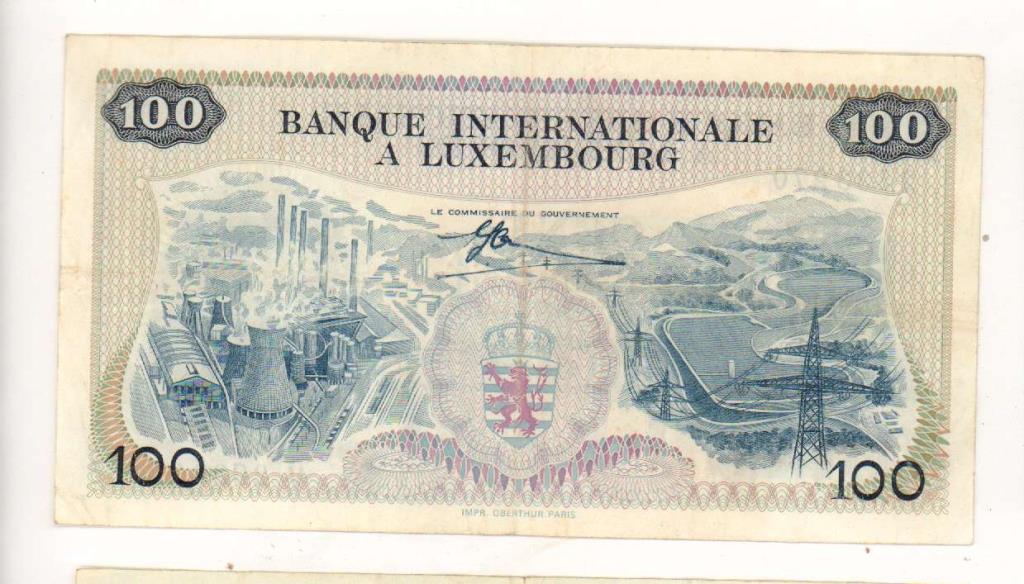 100
BANQUE INTERNATIONALE
A LUXEMBOURG
100
LE COMMISSAIRE DU GOUVERNEMENT
100
100
IMPR. OBERTHUR PARIS